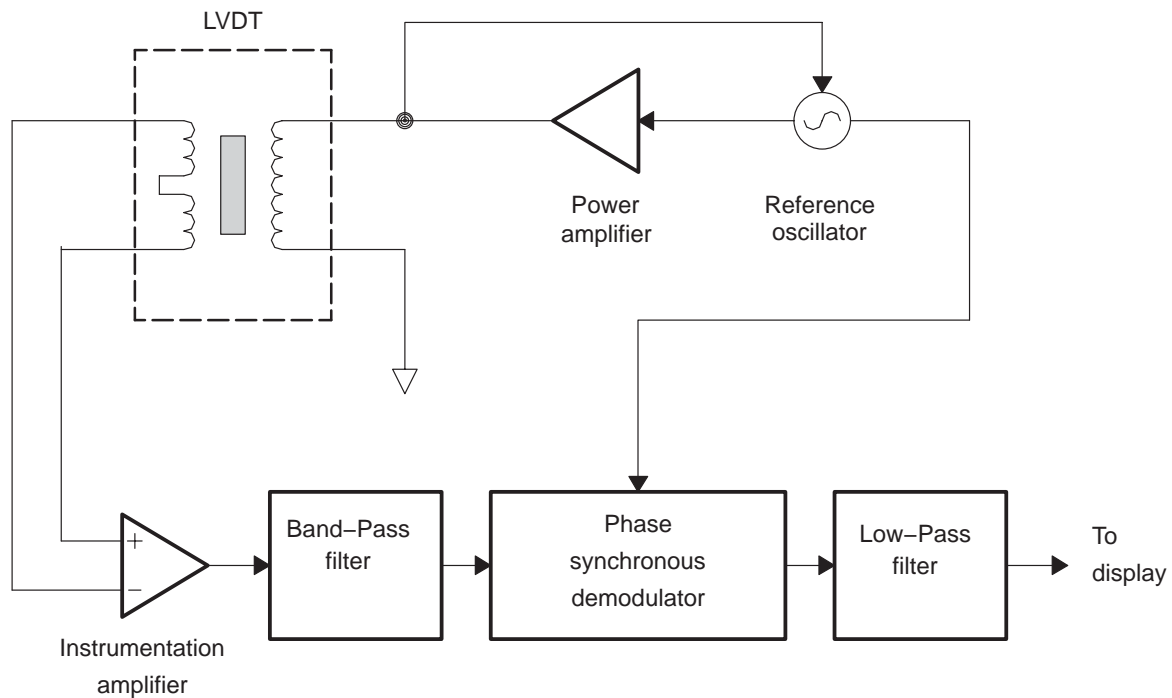 LVDT
Power
amplifier
Reference
oscillator
+
−
Instrumentation
amplifier
Band−Pass
filter
Phase
synchronous
demodulator
Low−Pass
filter
To
display